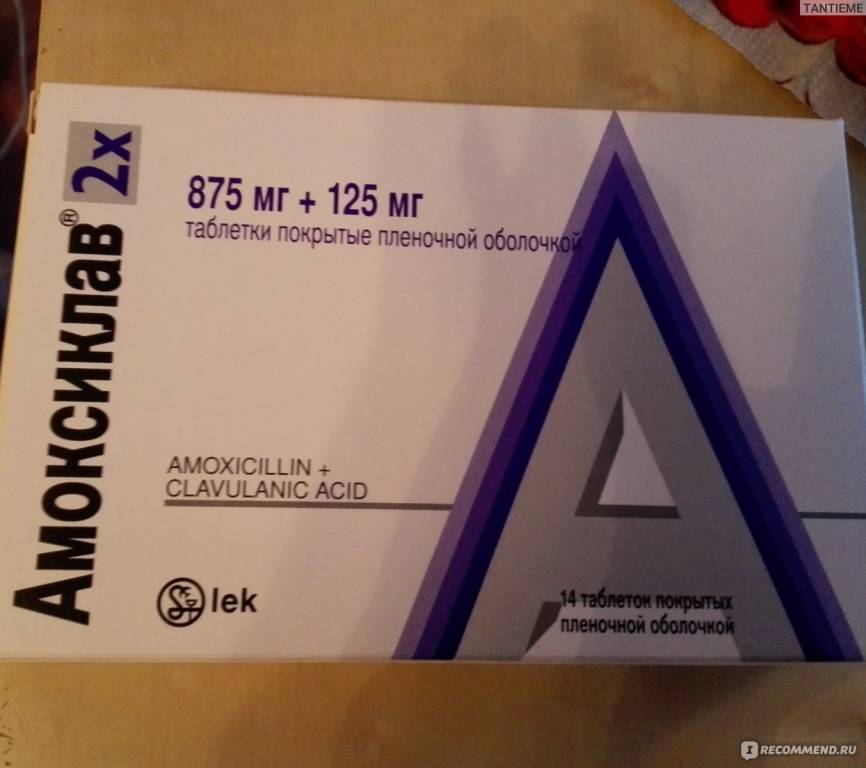 TANTIEME
Амоксиклав® 2х
875 мг + 125 мг
таблетки покрытые пленочной оболочкой
AMOXICILLIN +
CLAVULANIC ACID
lek
14 таблеток покрытых
пленочной оболочкой
IRECOMMEND.RU